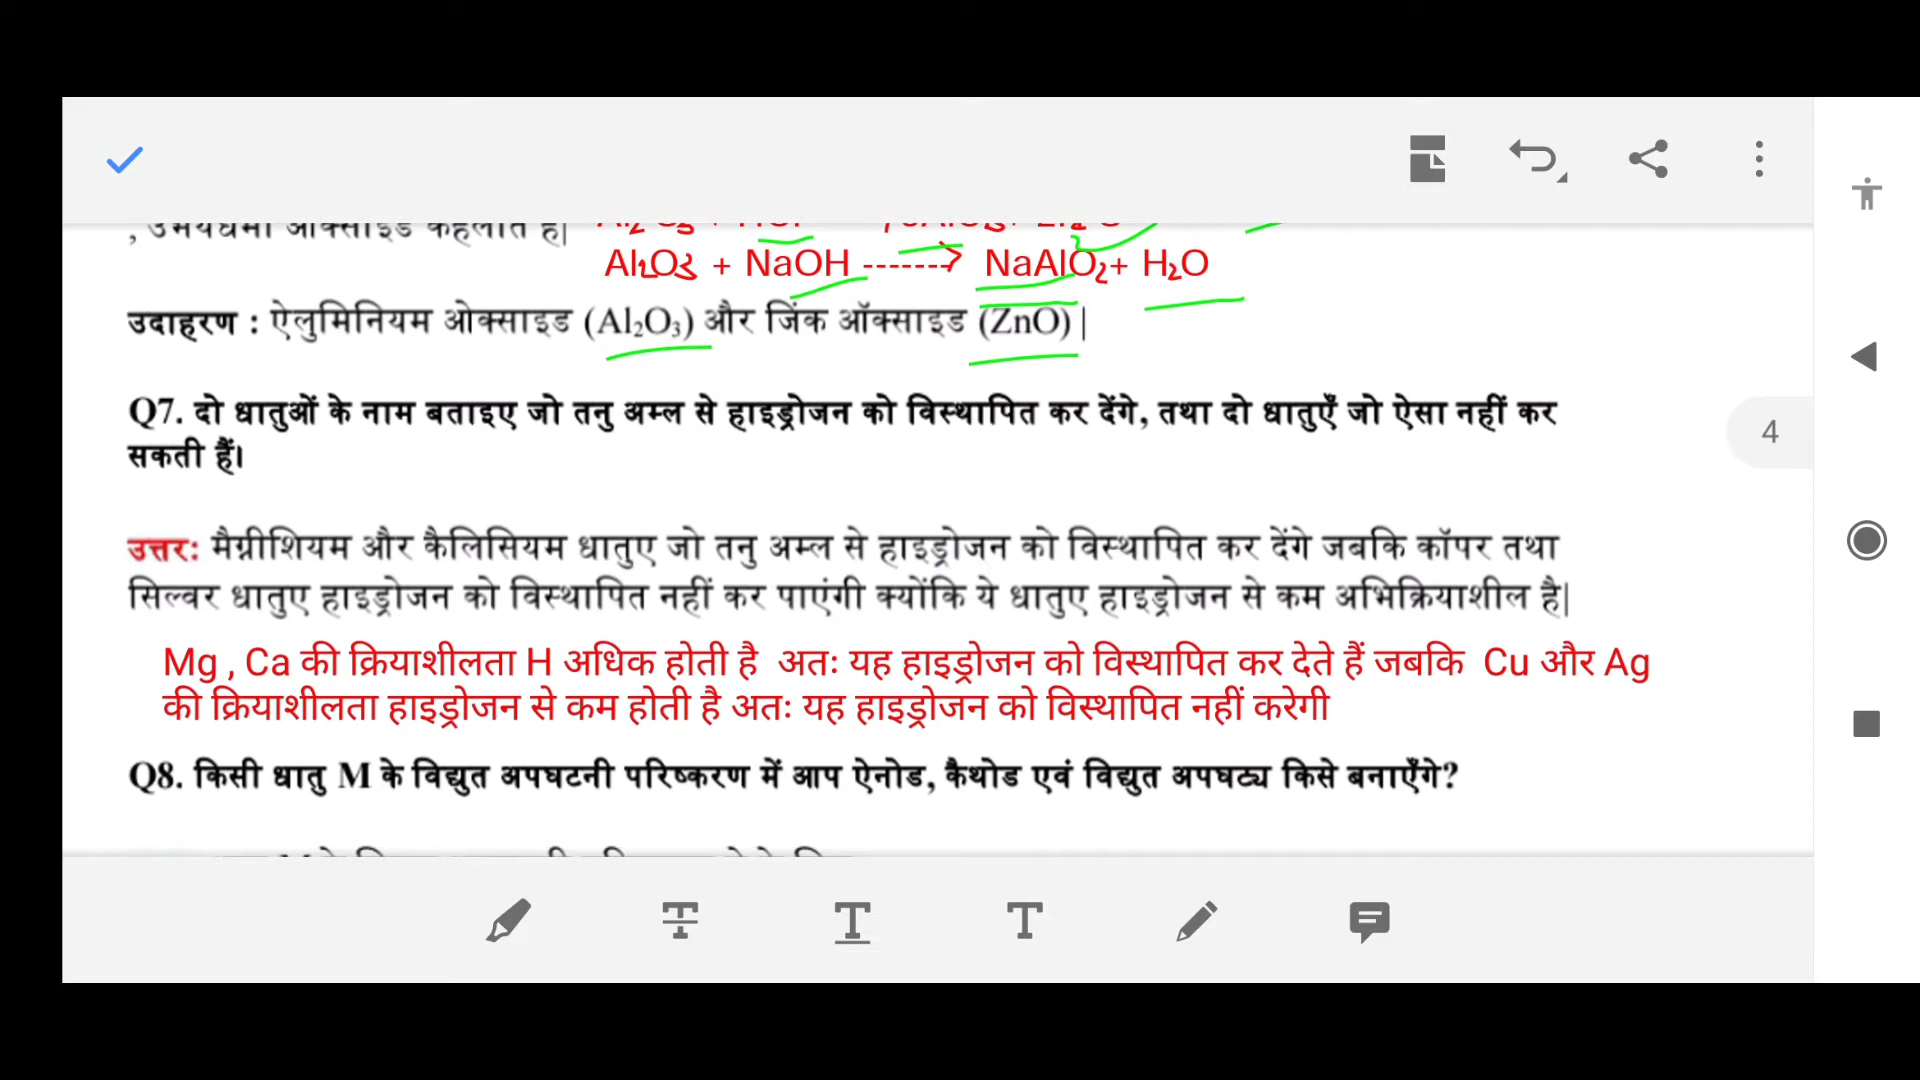 , उभयधर्मी ऑक्साइड कहलाते हैं|
Al2O3 + NaOH -------> NaAlO2+ H2O
उदाहरण : ऐलुमिनियम ओक्साइड (Al₂O₃) और जिंक ऑक्साइड (ZnO) |
Q7. दो धातुओं के नाम बताइए जो तनु अम्ल से हाइड्रोजन को विस्थापित कर देंगे, तथा दो धातुएँ जो ऐसा नहीं कर
सकती हैं।
4
उत्तर: मैग्नीशियम और कैलिसियम धातुए जो तनु अम्ल से हाइड्रोजन को विस्थापित कर देंगे जबकि कॉपर तथा
सिल्वर धातुए हाइड्रोजन को विस्थापित नहीं कर पाएंगी क्योंकि ये धातुए हाइड्रोजन से कम अभिक्रियाशील है|
Mg , Ca की क्रियाशीलता H अधिक होती है अतः यह हाइड्रोजन को विस्थापित कर देते हैं जबकि Cu और Ag
की क्रियाशीलता हाइड्रोजन से कम होती है अतः यह हाइड्रोजन को विस्थापित नहीं करेगी
Q8. किसी धातु M के विद्युत अपघटनी परिष्करण में आप ऐनोड, कैथोड एवं विद्युत अपघट्य किसे बनाएँगे?